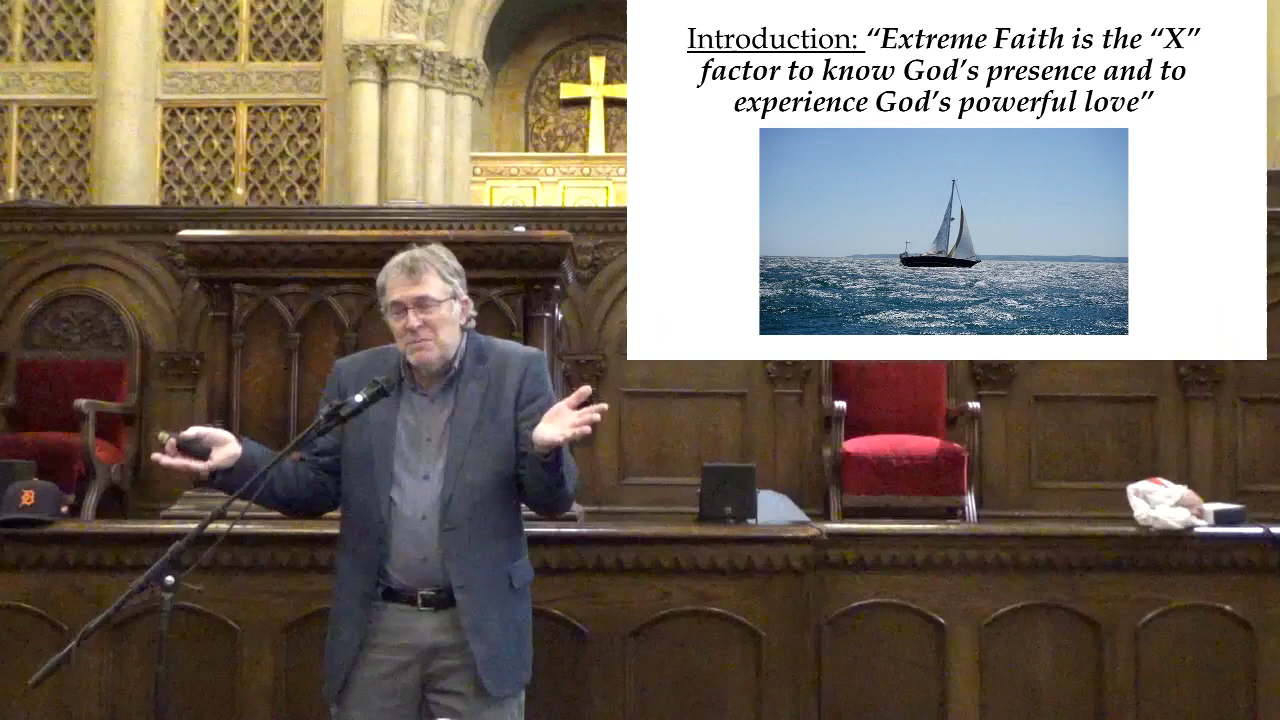 Introduction: “Extreme Faith is the “X”
factor to know God’s presence and to
experience God’s powerful love”
D